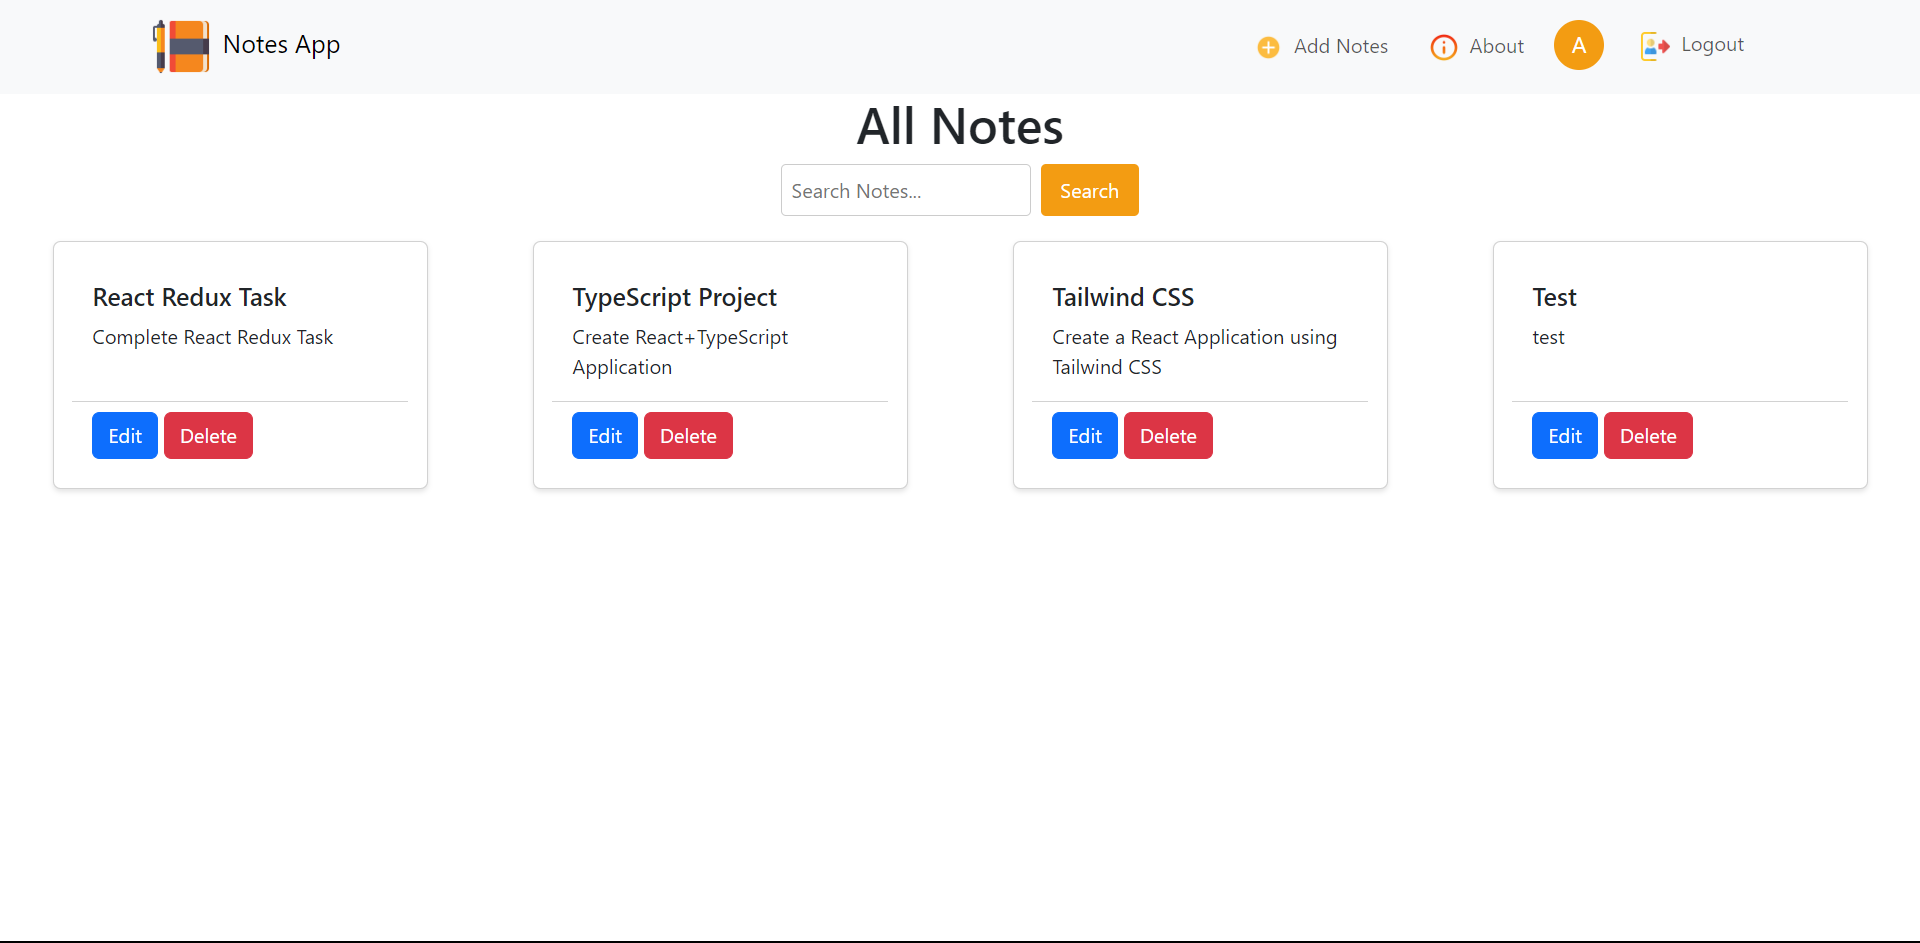 Notes App
Add Notes
About
A
Logout
All Notes
Search Notes...
Search
React Redux Task
Complete React Redux Task
Edit
Delete
TypeScript Project
Create React+TypeScript
Application
Edit
Delete
Tailwind CSS
Create a React Application using
Tailwind CSS
Edit
Delete
Test
test
Edit
Delete